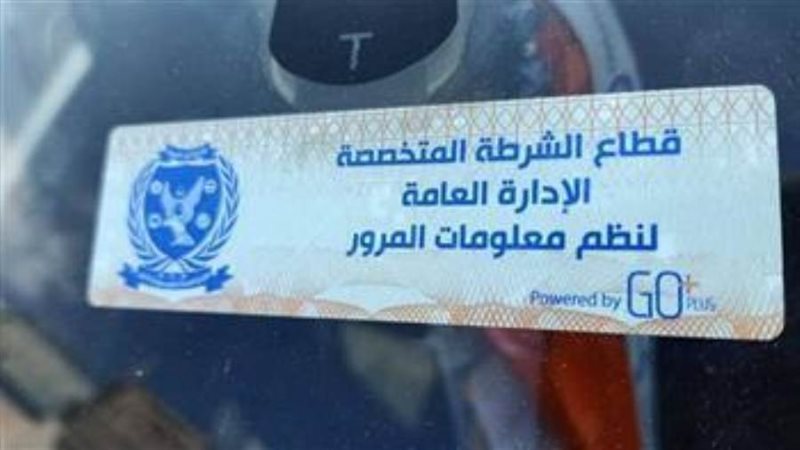 T
قطاع الشرطة المتخصصة
الإدارة العامة
لنظم معلومات المرور
Powered by GO+ PLUS